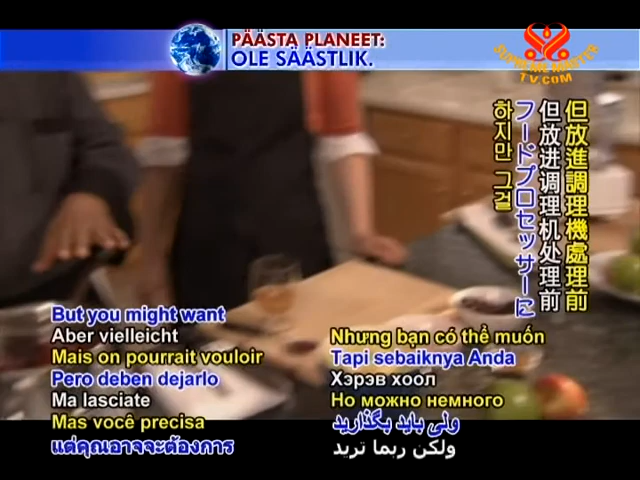 PÄÄSTA PLANEET:
OLE SÄÄSTLIK.
SUPREME MASTER
TV.COM
但放進調理機處理前
但放进调理机处理前
フードプロセッサーに
하지만 그걸
But you might want
Aber vielleicht
Mais on pourrait vouloir
Pero deben dejarlo
Ma lasciate
Mas você precisa
แต่คุณอาจจะต้องการ
Nhưng bạn có thể muốn
Tapi sebaiknya Anda
Хэрэв хоол
Но можно немного
ولی باید بگذارید
ولكن ربما تريد